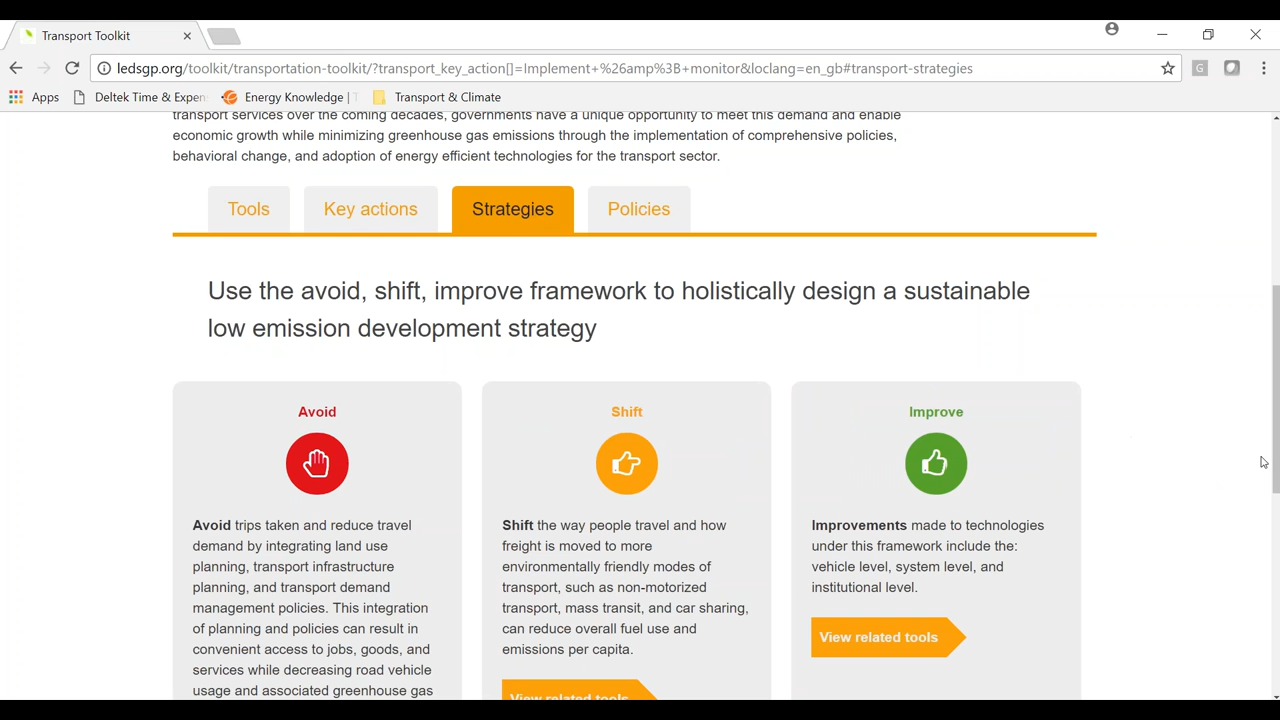 Transport Toolkit
ledsgp.org/toolkit/transportation-toolkit/?transport_key_action[]=Implement+%26amp%3B+monitor&loclang=en_gb#transport-strategies
Apps Deltek Time & Expen Energy Knowledge | T Transport & Climate
transport services over the coming decades, governments have a unique opportunity to meet this demand and enable
economic growth while minimizing greenhouse gas emissions through the implementation of comprehensive policies,
behavioral change, and adoption of energy efficient technologies for the transport sector.
Tools Key actions Strategies Policies
Use the avoid, shift, improve framework to holistically design a sustainable
low emission development strategy
Avoid
Avoid trips taken and reduce travel
demand by integrating land use
planning, transport infrastructure
planning, and transport demand
management policies. This integration
of planning and policies can result in
convenient access to jobs, goods, and
services while decreasing road vehicle
usage and associated greenhouse gas
Shift
Shift the way people travel and how
freight is moved to more
environmentally friendly modes of
transport, such as non-motorized
transport, mass transit, and car sharing,
can reduce overall fuel use and
emissions per capita.
View related tools
Improve
Improvements made to technologies
under this framework include the:
vehicle level, system level, and
institutional level.
View related tools